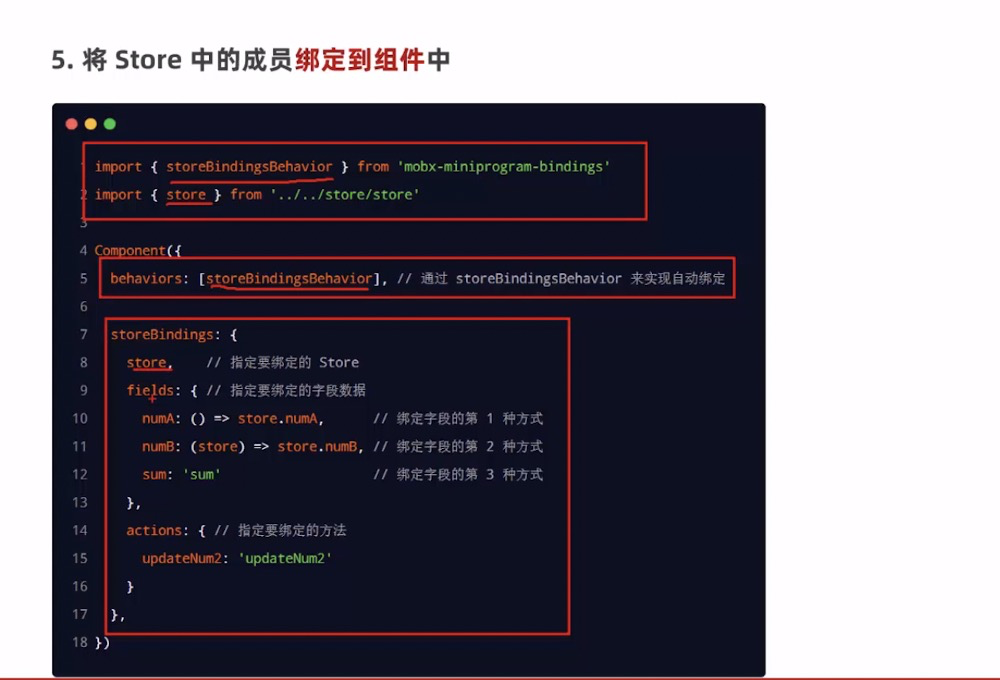 5. 将 Store 中的成员绑定到组件中
1 import { storeBindingsBehavior } from 'mobx-miniprogram-bindings'
2 import { store } from '../../store/store'
3
4 Component({
5 behaviors: [storeBindingsBehavior], // 通过 storeBindingsBehavior 来实现自动绑定
6
7 storeBindings: {
8 store, // 指定要绑定的 Store
9 fields: { // 指定要绑定的字段数据
10 numA: () => store.numA, // 绑定字段的第 1 种方式
11 numB: (store) => store.numB, // 绑定字段的第 2 种方式
12 sum: 'sum' // 绑定字段的第 3 种方式
13 },
14 actions: { // 指定要绑定的方法
15 updateNum2: 'updateNum2'
16 }
17 },
18 })